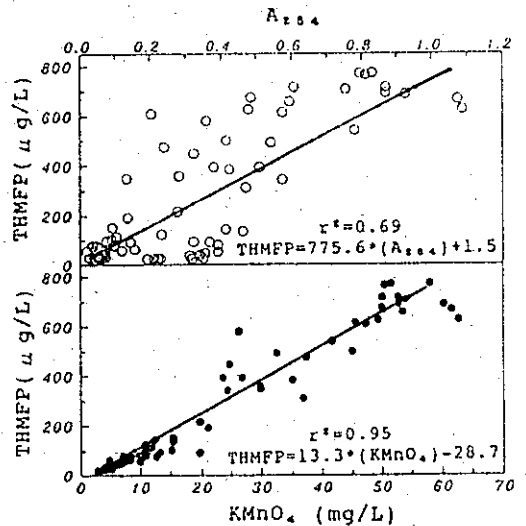 A₂₅₄
0.0 0.2 0.4 0.6 0.8 1.0 1.2
THMFP(μg/L)
800
600
400
200
0
r²=0.69
THMFP=775.6*(A₂₅₄)+1.5
THMFP(μg/L)
800
600
400
200
0
r²=0.95
THMFP=13.3*(KMnO₄)-28.7
0 10 20 30 40 50 60 70
KMnO₄ (mg/L)